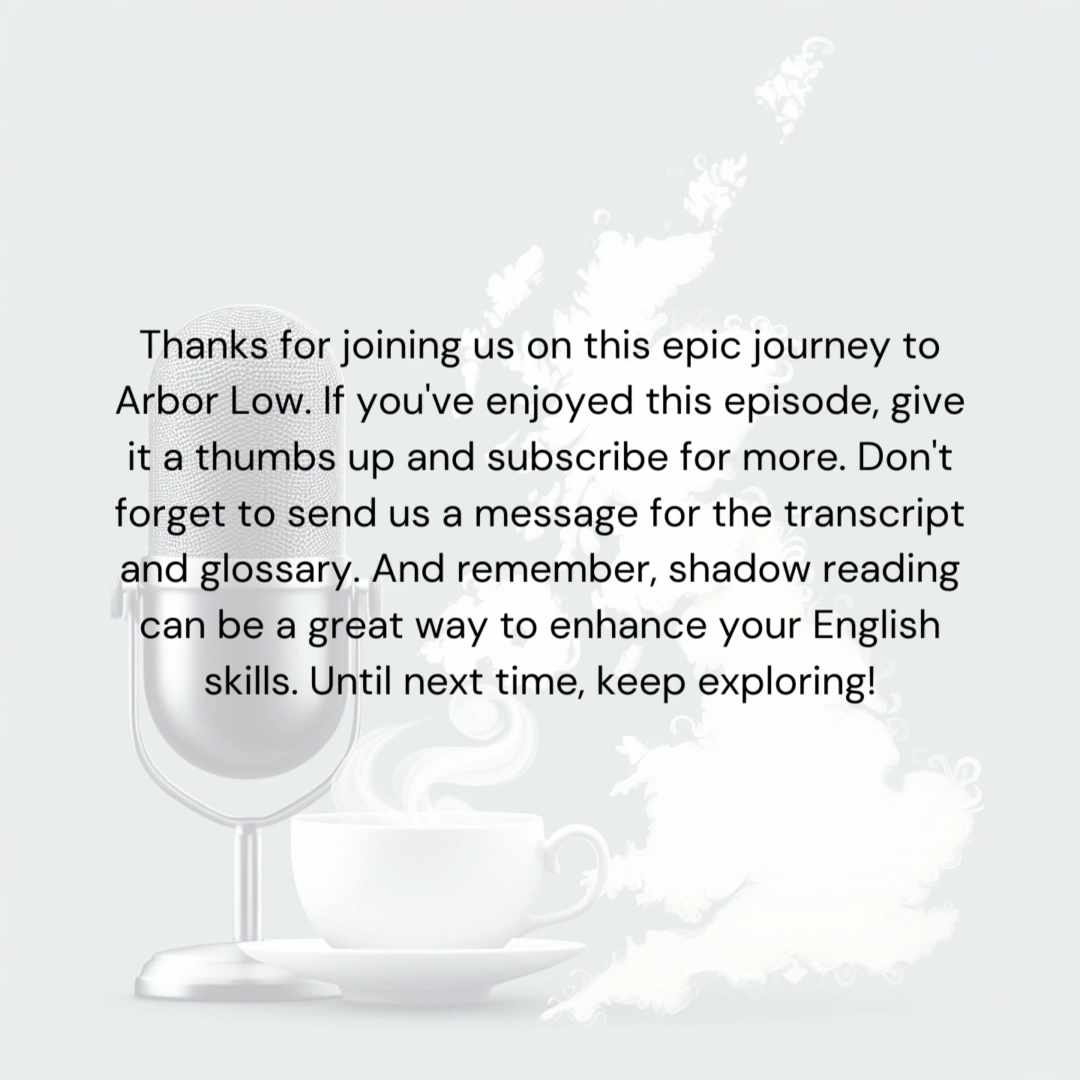 Thanks for joining us on this epic journey to
Arbor Low. If you've enjoyed this episode, give
it a thumbs up and subscribe for more. Don't
forget to send us a message for the transcript
and glossary. And remember, shadow reading
can be a great way to enhance your English
skills. Until next time, keep exploring!